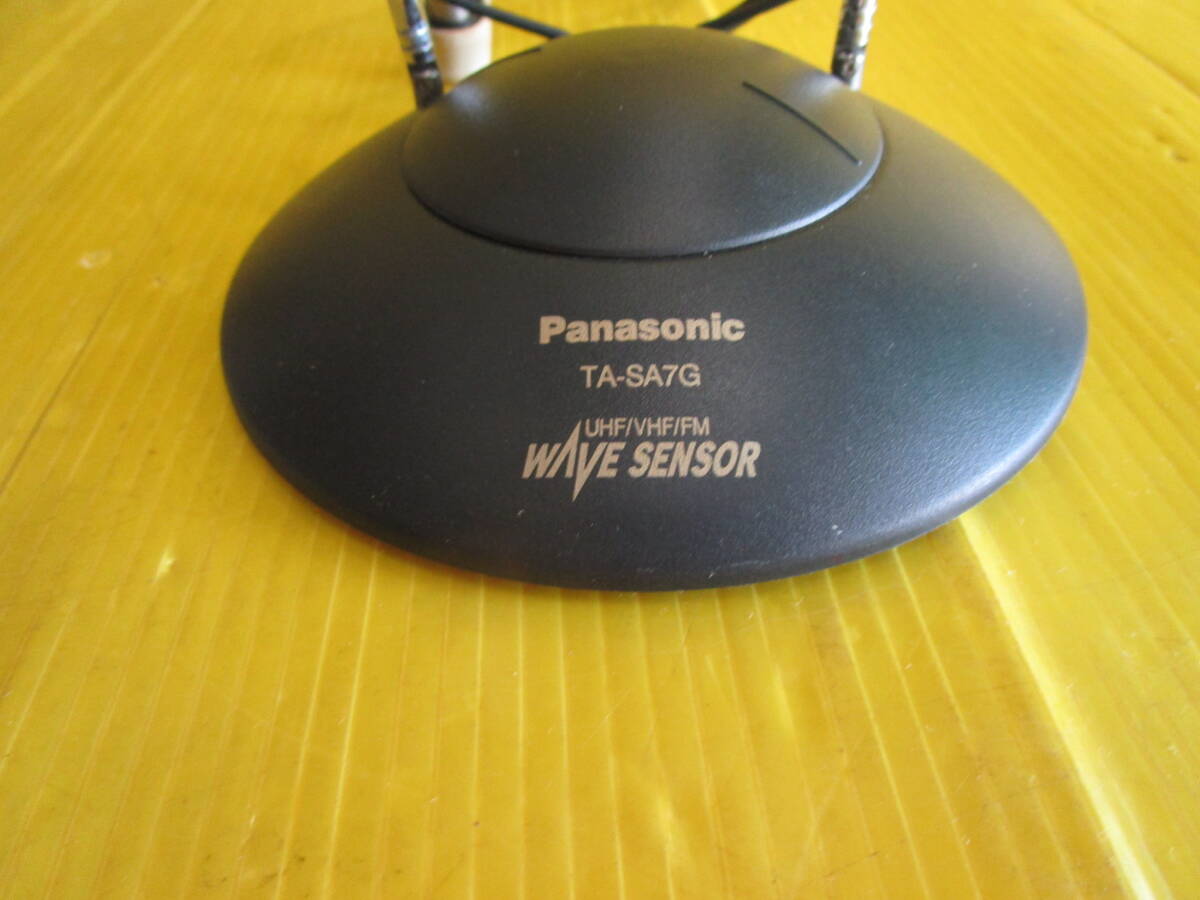 Panasonic
TA-SA7G
UHF/VHF/FM
WAVE SENSOR